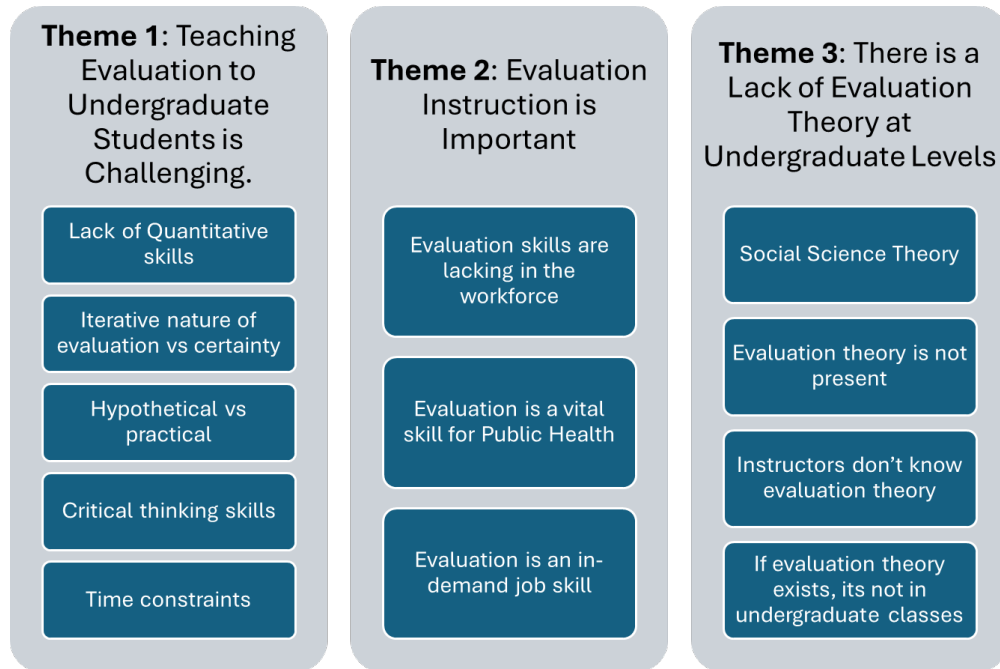 Theme 1: Teaching
Evaluation to
Undergraduate
Students is
Challenging.
Lack of Quantitative
skills
Iterative nature of
evaluation vs certainty
Hypothetical vs
practical
Critical thinking skills
Time constraints
Theme 2: Evaluation
Instruction is
Important
Evaluation skills are
lacking in the
workforce
Evaluation is a vital
skill for Public Health
Evaluation is an in-
demand job skill
Theme 3: There is a
Lack of Evaluation
Theory at
Undergraduate Levels
Social Science Theory
Evaluation theory is not
present
Instructors don’t know
evaluation theory
If evaluation theory
exists, its not in
undergraduate classes